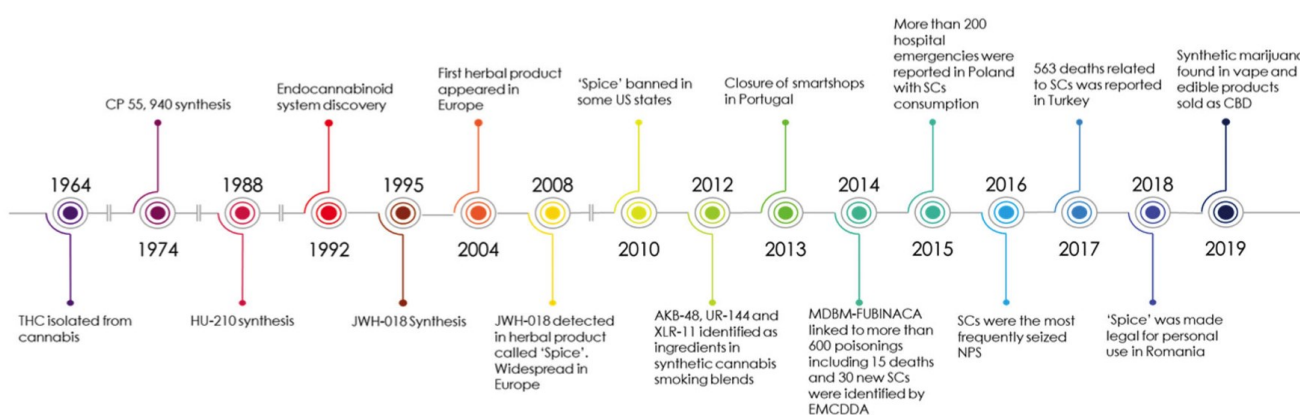 More than 200
hospital
emergencies were
reported in Poland
with SCs
consumption
Synthetic marijuana
found in vape and
edible products
sold as CBD
First herbal product
appeared in
Europe
563 deaths related
to SCs was reported
in Turkey
Endocannabinoid
system discovery
'Spice' banned in
some US states
Closure of smartshops
in Portugal
CP 55, 940 synthesis
1964
1988
1995
2008
2012
2014
2016
2018
1974
1992
2004
2010
2013
2015
2017
2019
THC isolated from
cannabis
HU-210 synthesis
JWH-018 Synthesis
JWH-018 detected
in herbal product
called 'Spice'.
Widespread in
Europe
AKB-48, UR-144 and
XLR-11 identified as
ingredients in
synthetic cannabis
smoking blends
MDBM-FUBINACA
linked to more than
600 poisonings
including 15 deaths
and 30 new SCs
were identified by
EMCDDA
SCs were the most
frequently seized
NPS
'Spice' was made
legal for personal
use in Romania